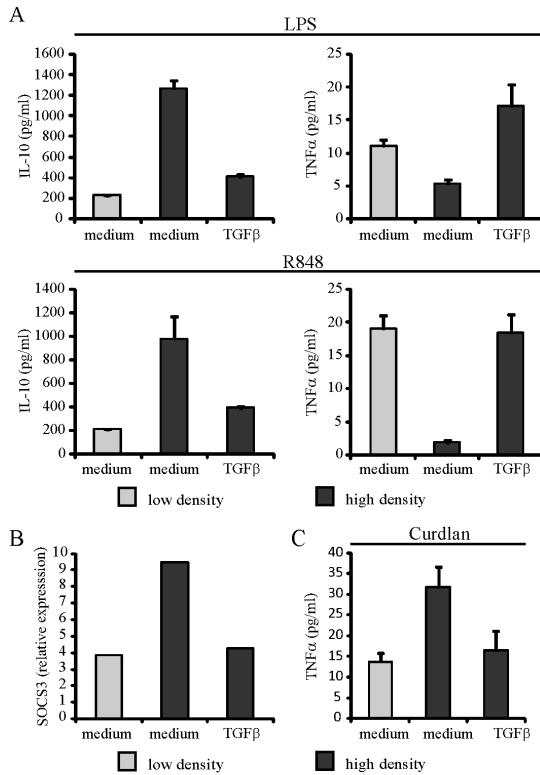 A
LPS
IL-10 (pg/ml)
1600
1400
1200
1000
800
600
400
200
0
medium medium TGFβ
TNFα (pg/ml)
25
20
15
10
5
0
medium medium TGFβ
R848
IL-10 (pg/ml)
1400
1200
1000
800
600
400
200
0
medium medium TGFβ
TNFα (pg/ml)
25
20
15
10
5
0
medium medium TGFβ
low density high density
B
SOCS3 (relative expresssion)
10
9
8
7
6
5
4
3
2
1
0
medium medium TGFβ
C
Curdlan
TNFα (pg/ml)
40
35
30
25
20
15
10
5
0
medium medium TGFβ
low density high density